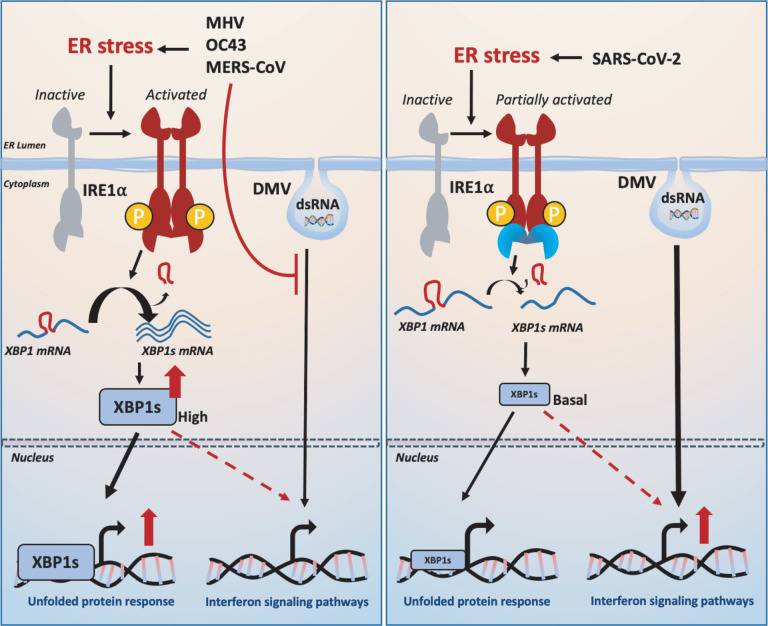 MHV
OC43
MERS-CoV
ER stress
Inactive
Activated
ER Lumen
Cytoplasm
IRE1α
DMV
dsRNA
P
P
XBP1 mRNA
XBP1s mRNA
XBP1s
High
Nucleus
XBP1s
Unfolded protein response
Interferon signaling pathways
ER stress
SARS-CoV-2
Inactive
Partially activated
IRE1α
DMV
dsRNA
P
P
XBP1 mRNA
XBP1s mRNA
XBP1s
Basal
Nucleus
XBP1s
Unfolded protein response
Interferon signaling pathways